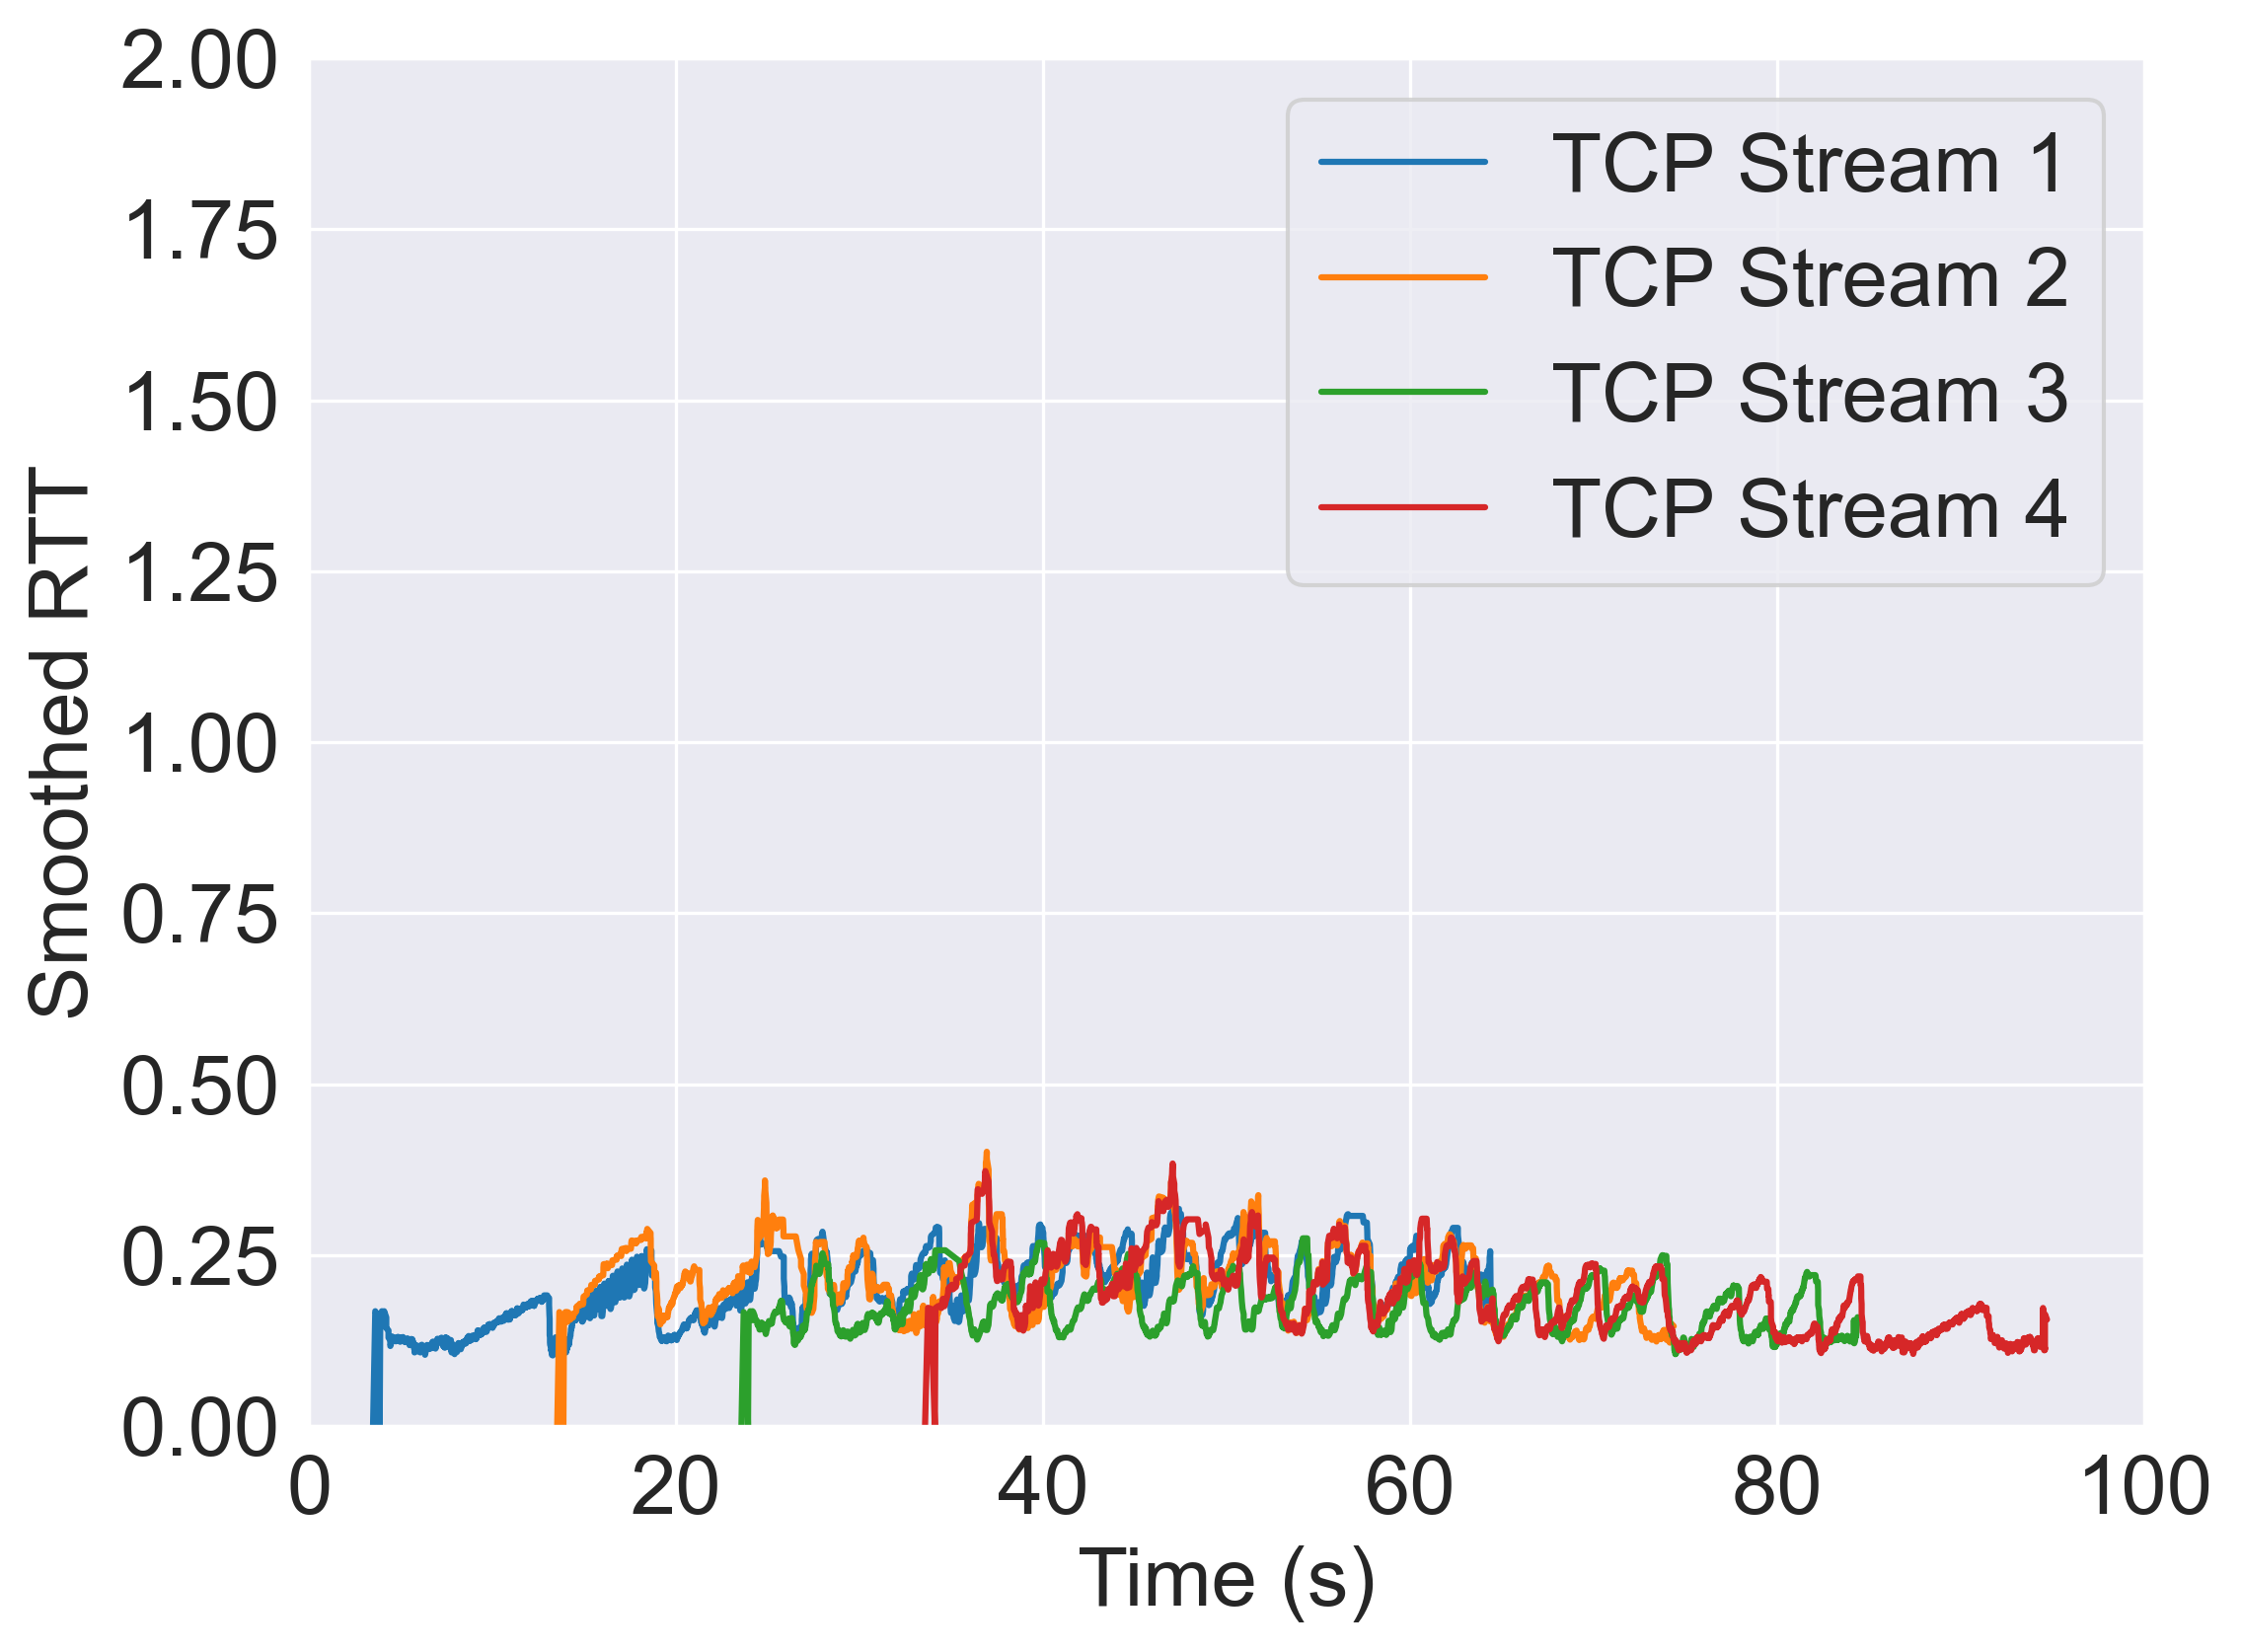 2.00
1.75
1.50
1.25
1.00
0.75
0.50
0.25
0.00
Smoothed RTT
TCP Stream 1
TCP Stream 2
TCP Stream 3
TCP Stream 4
0 20 40 60 80 100
Time (s)